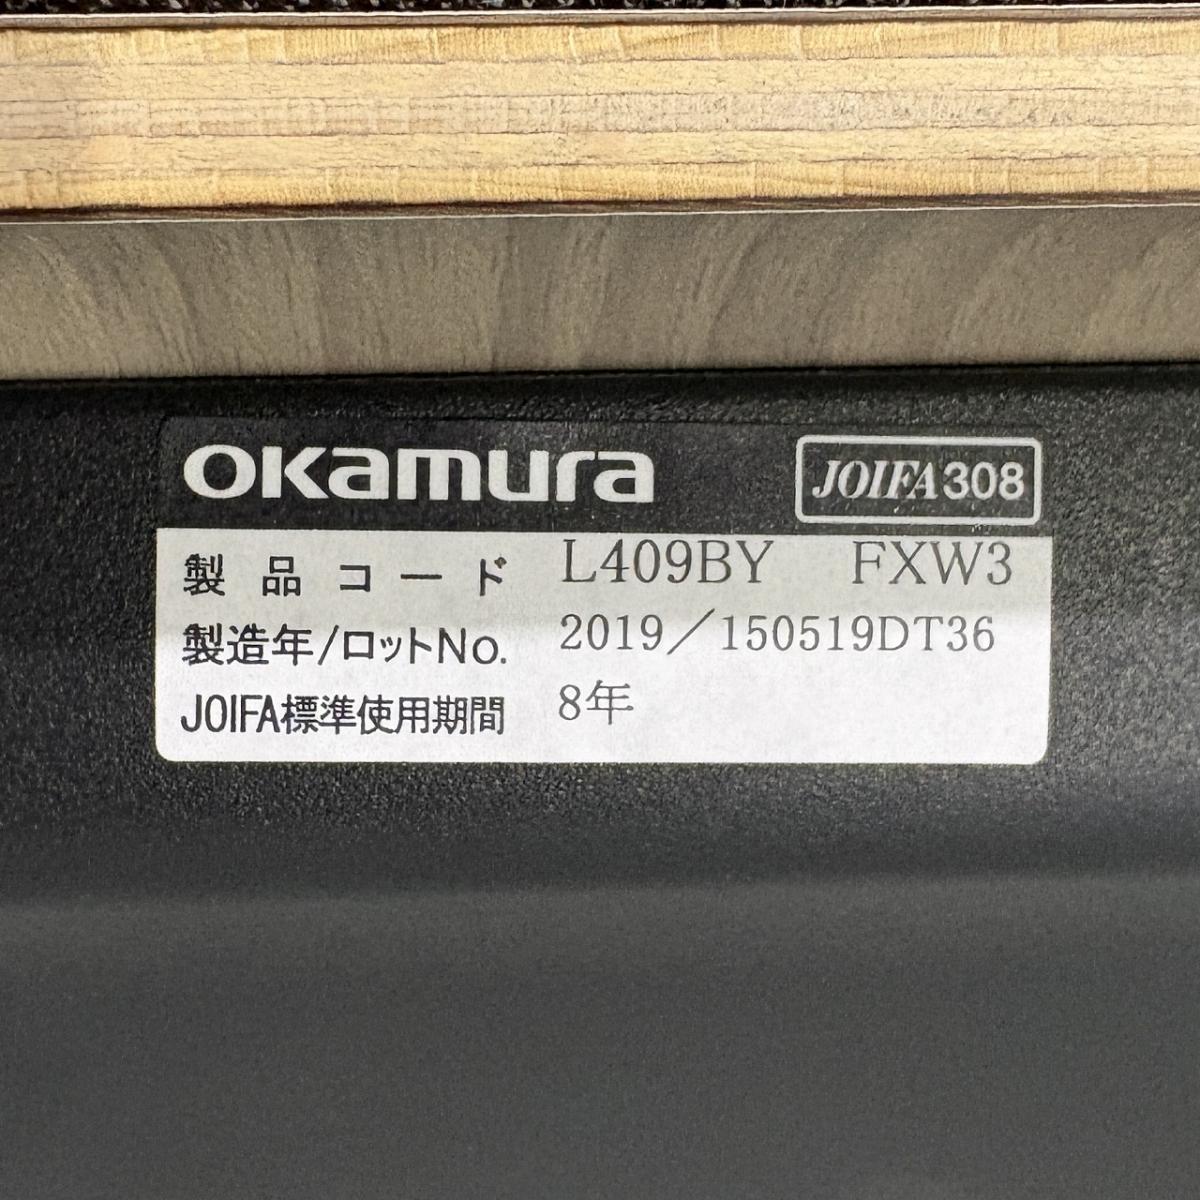 OKamura JOIFA308
製品コード L409BY FXW3
製造年/ロットNo. 2019／150519DT36
JOIFA標準使用期間 8年